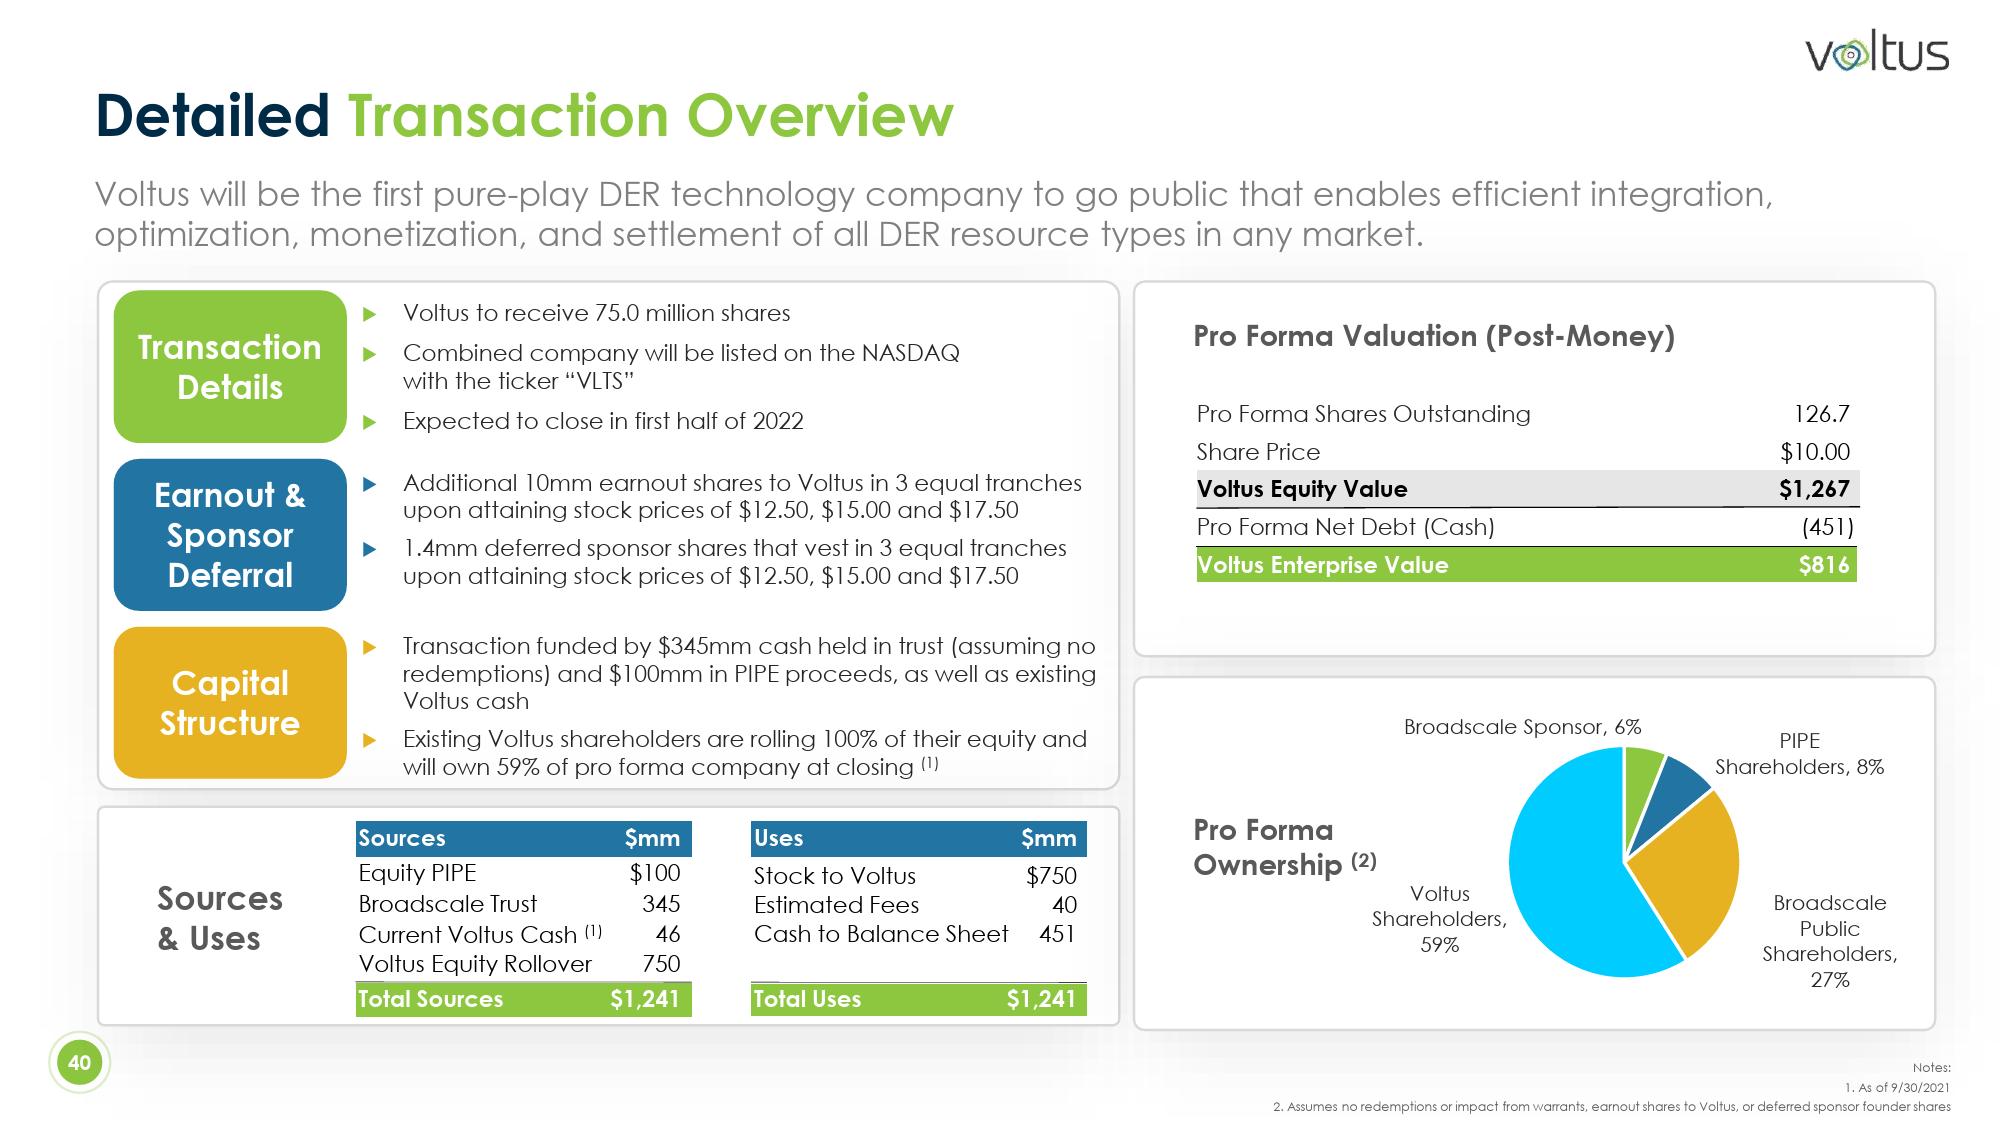 voltus
Detailed Transaction Overview
Voltus will be the first pure-play DER technology company to go public that enables efficient integration,
optimization, monetization, and settlement of all DER resource types in any market.
Transaction
Details
Voltus to receive 75.0 million shares
Combined company will be listed on the NASDAQ
with the ticker “VLTS”
Expected to close in first half of 2022
Earnout &
Sponsor
Deferral
Additional 10mm earnout shares to Voltus in 3 equal tranches
upon attaining stock prices of $12.50, $15.00 and $17.50
1.4mm deferred sponsor shares that vest in 3 equal tranches
upon attaining stock prices of $12.50, $15.00 and $17.50
Capital
Structure
Transaction funded by $345mm cash held in trust (assuming no
redemptions) and $100mm in PIPE proceeds, as well as existing
Voltus cash
Existing Voltus shareholders are rolling 100% of their equity and
will own 59% of pro forma company at closing (1)
Sources
& Uses
Sources $mm
Equity PIPE $100
Broadscale Trust 345
Current Voltus Cash (1) 46
Voltus Equity Rollover 750
Total Sources $1,241
Uses $mm
Stock to Voltus $750
Estimated Fees 40
Cash to Balance Sheet 451
Total Uses $1,241
Pro Forma Valuation (Post-Money)
Pro Forma Shares Outstanding 126.7
Share Price $10.00
Voltus Equity Value $1,267
Pro Forma Net Debt (Cash) (451)
Voltus Enterprise Value $816
Pro Forma
Ownership (2)
Broadscale Sponsor, 6%
PIPE
Shareholders, 8%
Voltus
Shareholders,
59%
Broadscale
Public
Shareholders,
27%
40
Notes:
1. As of 9/30/2021
2. Assumes no redemptions or impact from warrants, earnout shares to Voltus, or deferred sponsor founder shares